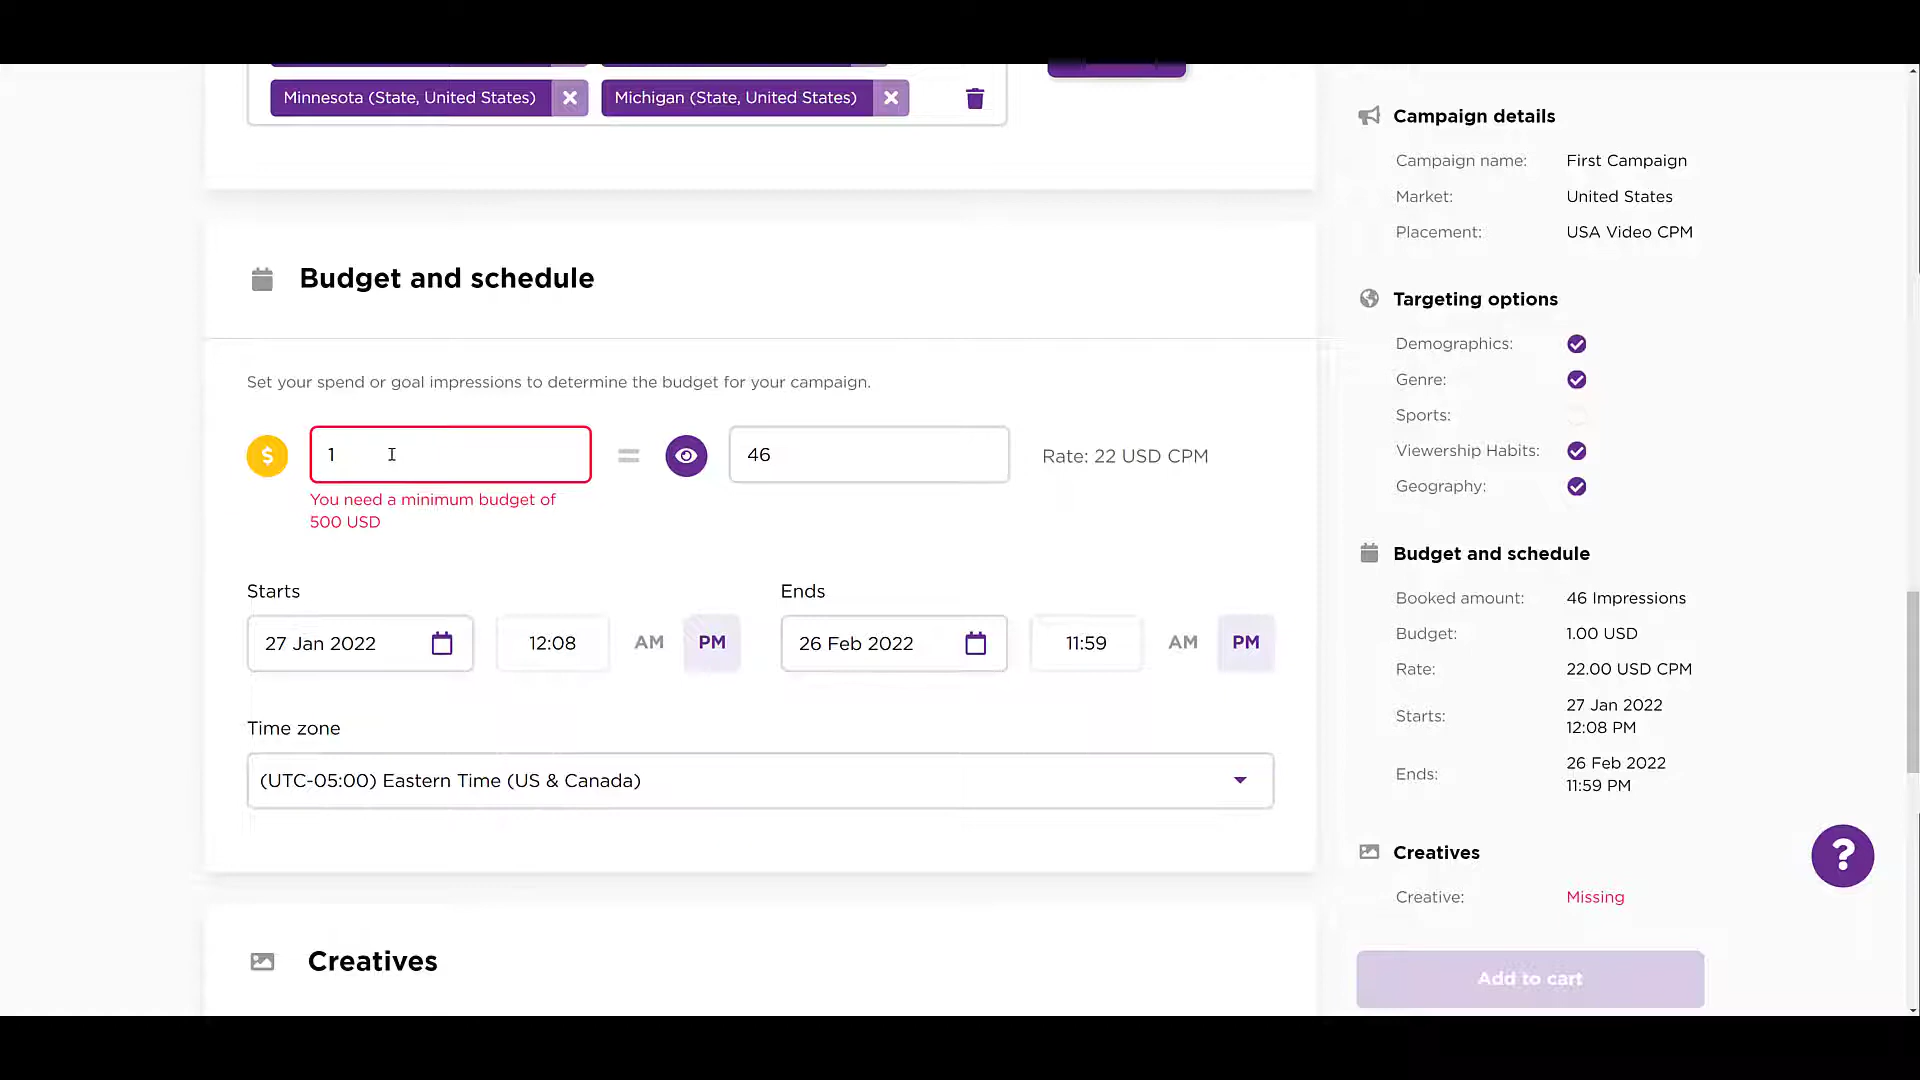 Minnesota (State, United States)
Michigan (State, United States)
Budget and schedule
Set your spend or goal impressions to determine the budget for your campaign.
$
1
46
Rate: 22 USD CPM
You need a minimum budget of
500 USD
Starts
Ends
27 Jan 2022
12:08
AM
PM
26 Feb 2022
11:59
AM
PM
Time zone
(UTC-05:00) Eastern Time (US & Canada)
Creatives
Campaign details
Campaign name: First Campaign
Market: United States
Placement: USA Video CPM
Targeting options
Demographics:
Genre:
Sports:
Viewership Habits:
Geography:
Budget and schedule
Booked amount: 46 Impressions
Budget: 1.00 USD
Rate: 22.00 USD CPM
Starts: 27 Jan 2022
12:08 PM
Ends: 26 Feb 2022
11:59 PM
Creatives
Creative: Missing
Add to cart
?